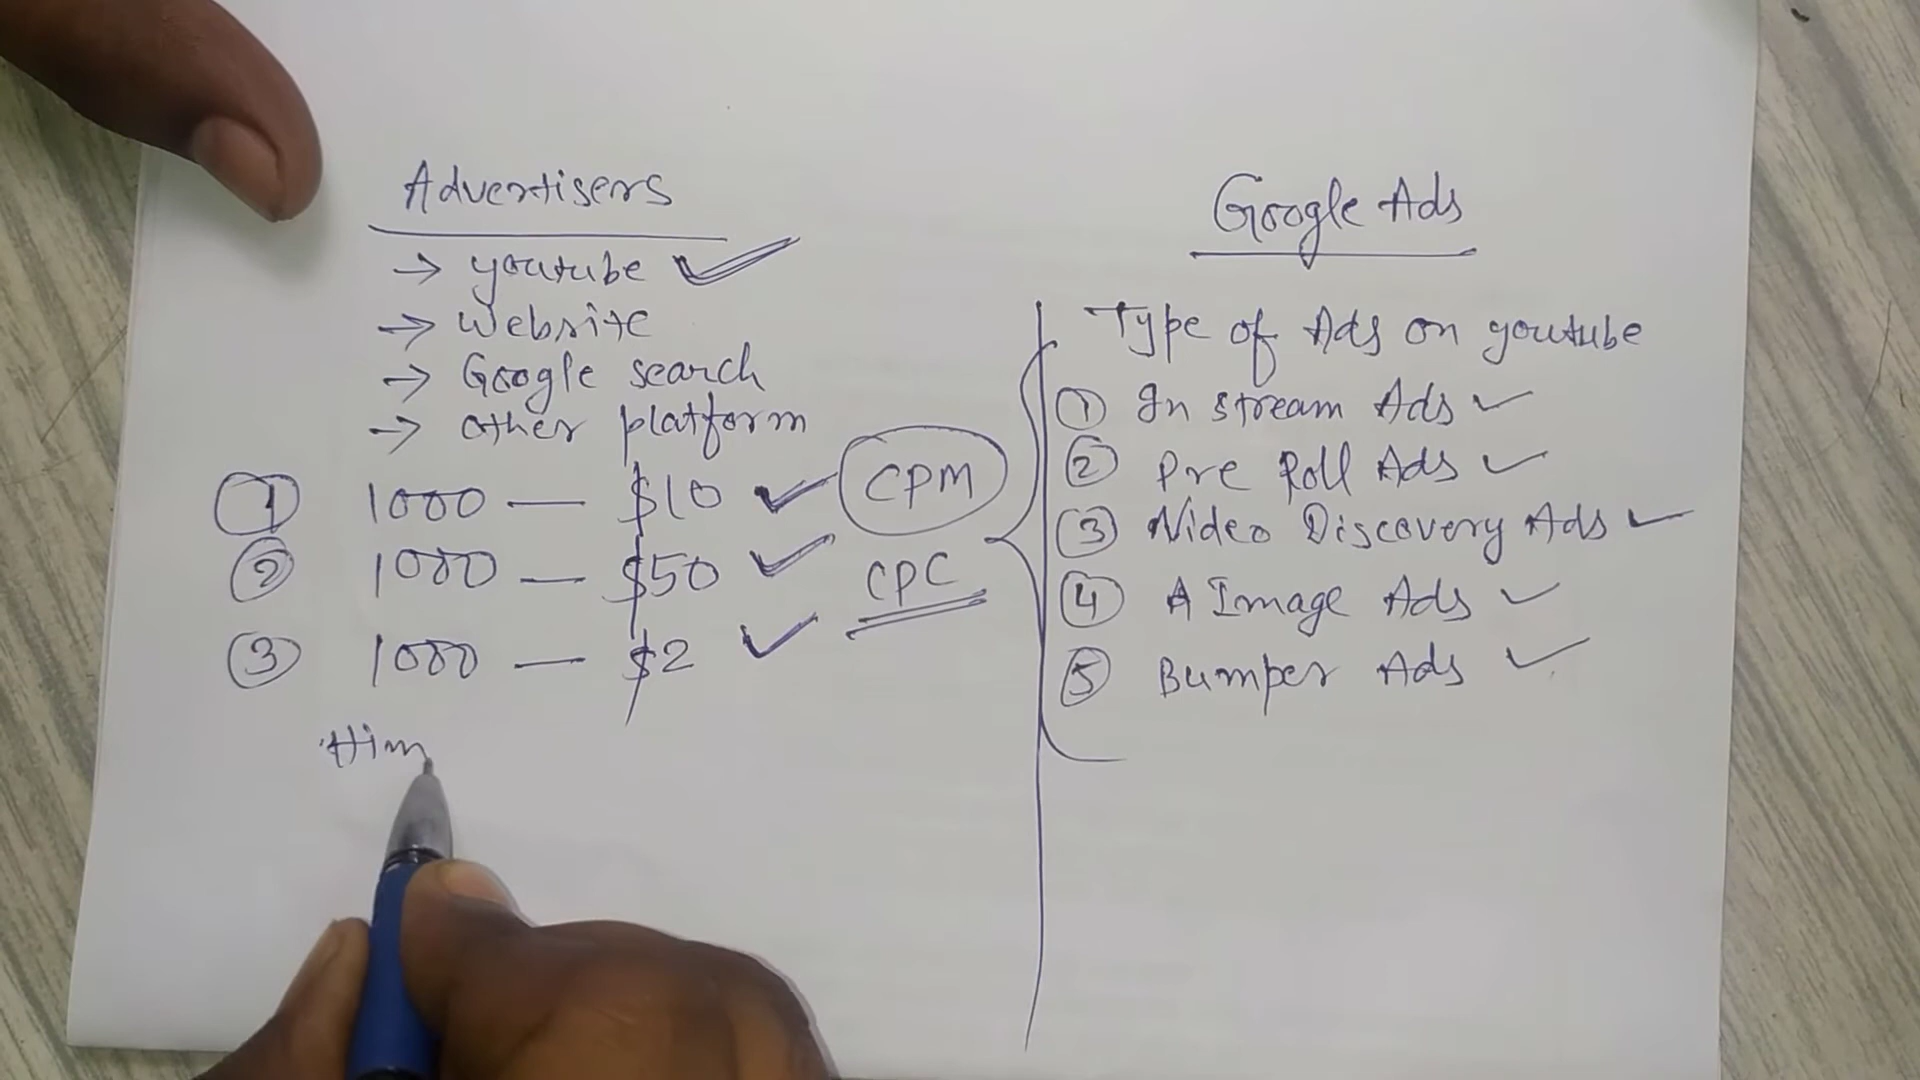 Advertisers
→ youtube ✓
→ Website
→ Google search
→ other platform
① 1000 — $10 ✓ CPM
② 1000 — $50 ✓ CPC
③ 1000 — $2 ✓
Him
Google Ads
Type of Ads on youtube
① In stream Ads ✓
② Pre Roll Ads ✓
③ Video Discovery Ads ✓
④ A Image Ads ✓
⑤ Bumper Ads ✓